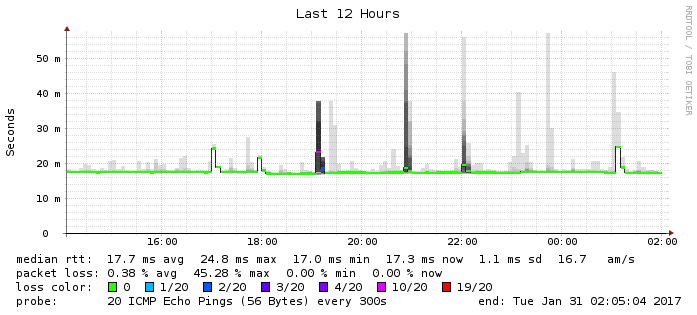 Last 12 Hours
RRDTOOL / TOBI OETIKER
Seconds
50 m
40 m
30 m
20 m
10 m
0
16:00 18:00 20:00 22:00 00:00 02:00
median rtt: 17.7 ms avg 24.8 ms max 17.0 ms min 17.3 ms now 1.1 ms sd 16.7 am/s
packet loss: 0.38 % avg 45.28 % max 0.00 % min 0.00 % now
loss color: 0 1/20 2/20 3/20 4/20 10/20 19/20
probe: 20 ICMP Echo Pings (56 Bytes) every 300s end: Tue Jan 31 02:05:04 2017